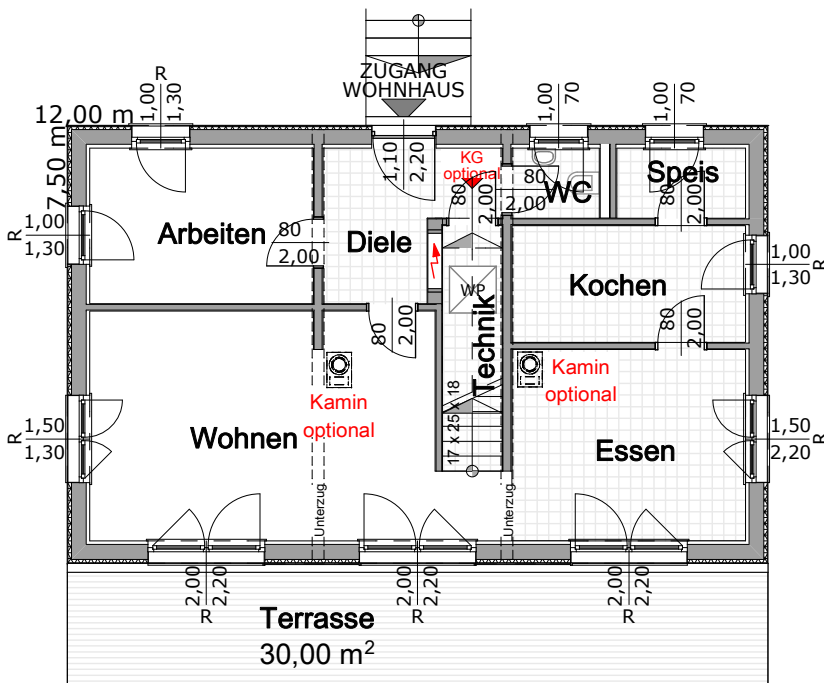 ZUGANG
WOHNHAUS
12,00 m
7,50 m
R
1,00
1,30
1,10
2,20
KG
optional
1,00
70
1,00
70
80
2,00
WC
Speis
80
2,00
80
2,00
R
1,00
1,30
Arbeiten
80
2,00
Diele
WP
Technik
Kochen
1,00
1,30
R
80
2,00
80
2,00
Kamin
optional
Kamin
optional
17 x 25 x 18
R
1,50
1,30
Wohnen
Essen
1,50
2,20
R
Unterzug
Unterzug
2,00
2,20
R
2,00
2,20
R
2,00
2,20
R
Terrasse
30,00 m²